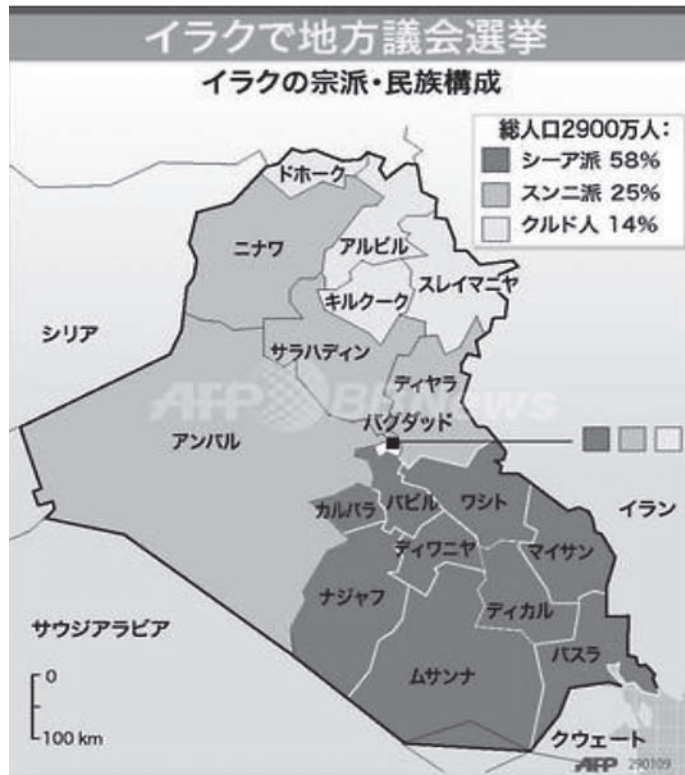 イラクで地方議会選挙
イラクの宗派・民族構成
総人口2900万人：
シーア派 58%
スンニ派 25%
クルド人 14%
ドホーク
ニナワ
アルビル
スレイマニヤ
キルクーク
シリア
サラハディン
ディヤラ
AFP BBNews
バグダッド
アンバル
カルバラ
バビル
ワシト
イラン
ディワニヤ
マイサン
ナジャフ
ディカル
サウジアラビア
バスラ
ムサンナ
0
100 km
クウェート
AFP 290109